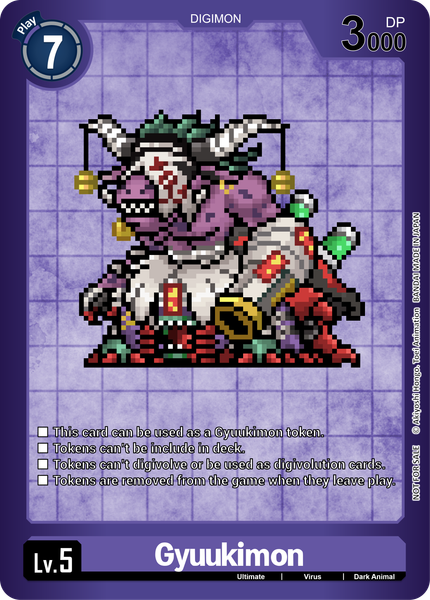 Play
7
DIGIMON
DP
3000
☐ This card can be used as a Gyuukimon token.
☐ Tokens can't be include in deck.
☐ Tokens can't digivolve or be used as digivolution cards.
☐ Tokens are removed from the game when they leave play.
NOT FOR SALE © Akiyoshi Hongo, Toei Animation BANDAI MADE IN JAPAN
Lv.5
Gyuukimon
Ultimate | Virus | Dark Animal